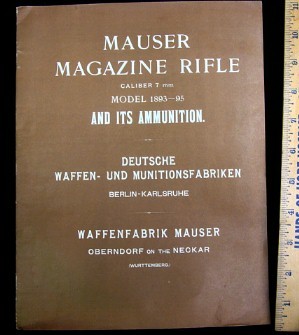 MAUSER
MAGAZINE RIFLE
CALIBER 7 mm
MODEL 1893-95
AND ITS AMMUNITION.
DEUTSCHE
WAFFEN- UND MUNITIONSFABRIKEN
BERLIN-KARLSRUHE
WAFFENFABRIK MAUSER
OBERNDORF ON THE NECKAR
(WURTTEMBERG.)